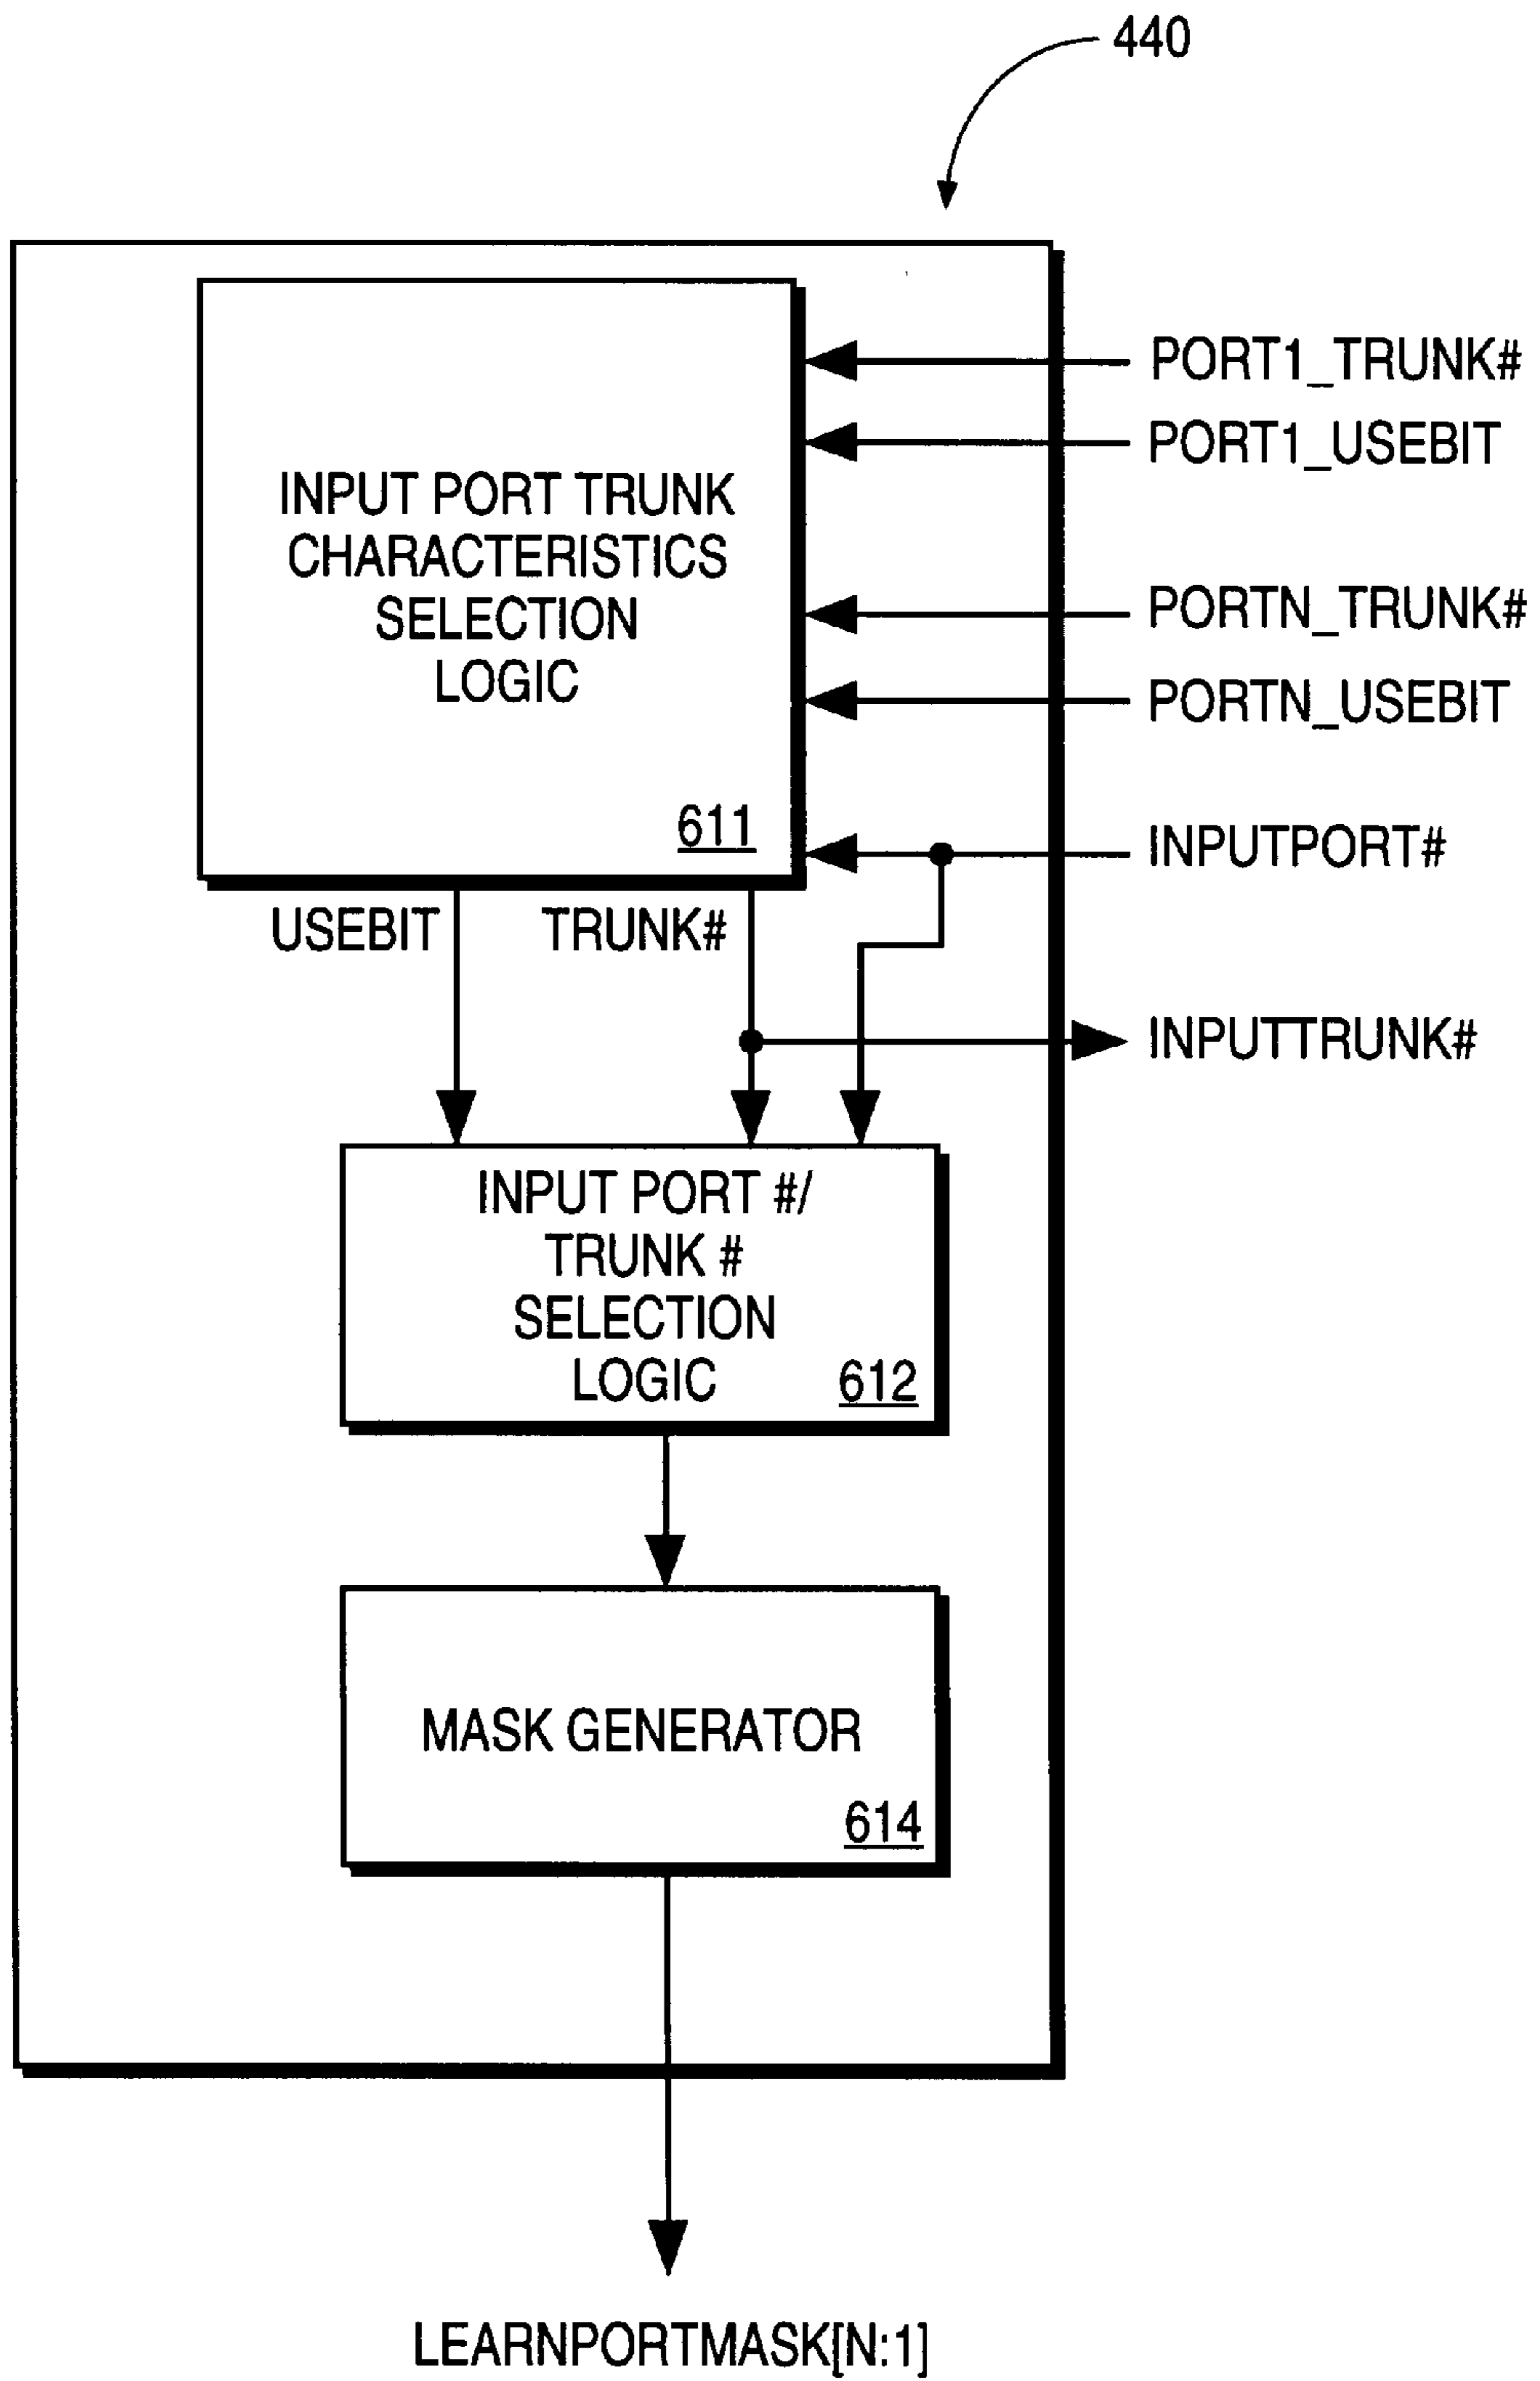 440
PORT1_TRUNK#
PORT1_USEBIT
INPUT PORT TRUNK
CHARACTERISTICS
SELECTION
LOGIC
PORTN_TRUNK#
PORTN_USEBIT
611
INPUTPORT#
USEBIT
TRUNK#
INPUTTRUNK#
INPUT PORT #/
TRUNK #
SELECTION
LOGIC
612
MASK GENERATOR
614
LEARNPORTMASK[N:1]